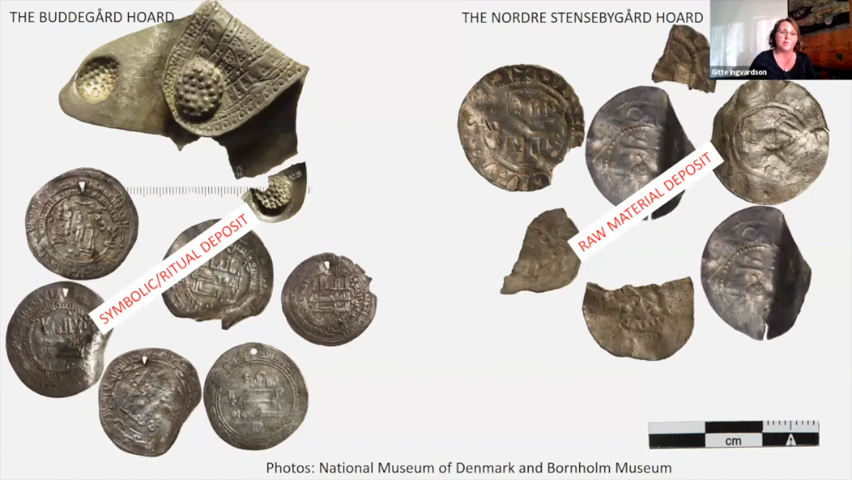 THE BUDDEGÅRD HOARD
THE NORDRE STENSEBYGÅRD HOARD
Gitte Ingvardson
SYMBOLIC/RITUAL DEPOSIT
RAW MATERIAL DEPOSIT
cm
Photos: National Museum of Denmark and Bornholm Museum